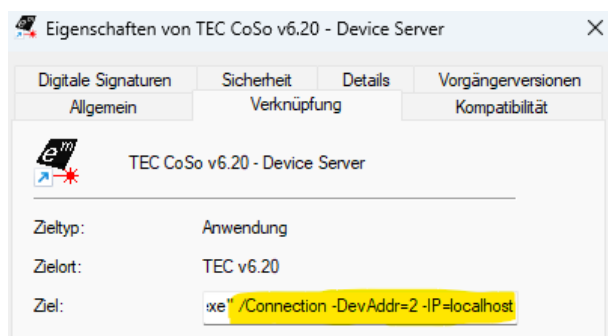 Eigenschaften von TEC CoSo v6.20 - Device Server
Digitale Signaturen Sicherheit Details Vorgängerversionen
Allgemein Verknüpfung Kompatibilität
em
TEC CoSo v6.20 - Device Server
Zieltyp: Anwendung
Zielort: TEC v6.20
Ziel: xe" /Connection -DevAddr=2 -IP=localhost